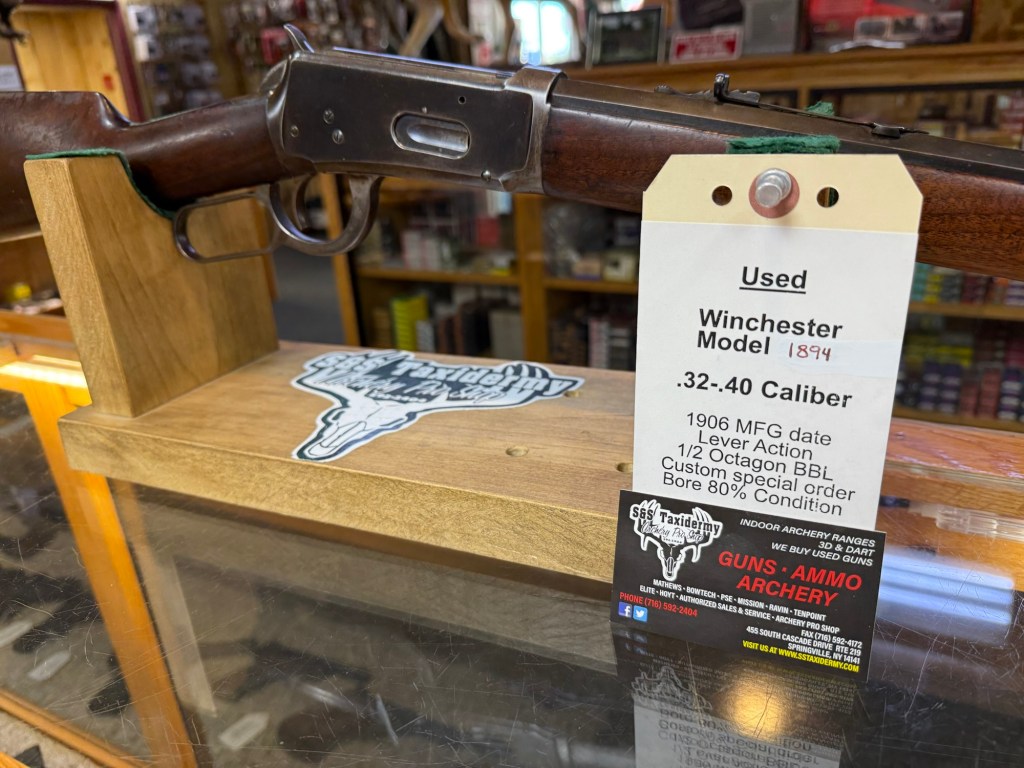 Used
Winchester
Model 1894
.32-.40 Caliber
1906 MFG date
Lever Action
1/2 Octagon BBL
Custom special order
Bore 80% Condition
S&S Taxidermy
S&S Taxidermy
INDOOR ARCHERY RANGES
3D & DART
WE BUY USED GUNS
GUNS · AMMO
ARCHERY
MATHEWS · BOWTECH · PSE · MISSION · RAVIN · TENPOINT
ELITE · HOYT · AUTHORIZED SALES & SERVICE · ARCHERY PRO SHOP
PHONE (716) 592-2404
FAX (716) 592-4172
455 SOUTH CASCADE DRIVE RTE 219
SPRINGVILLE, NY 14141
VISIT US AT WWW.SSTAXIDERMY.COM